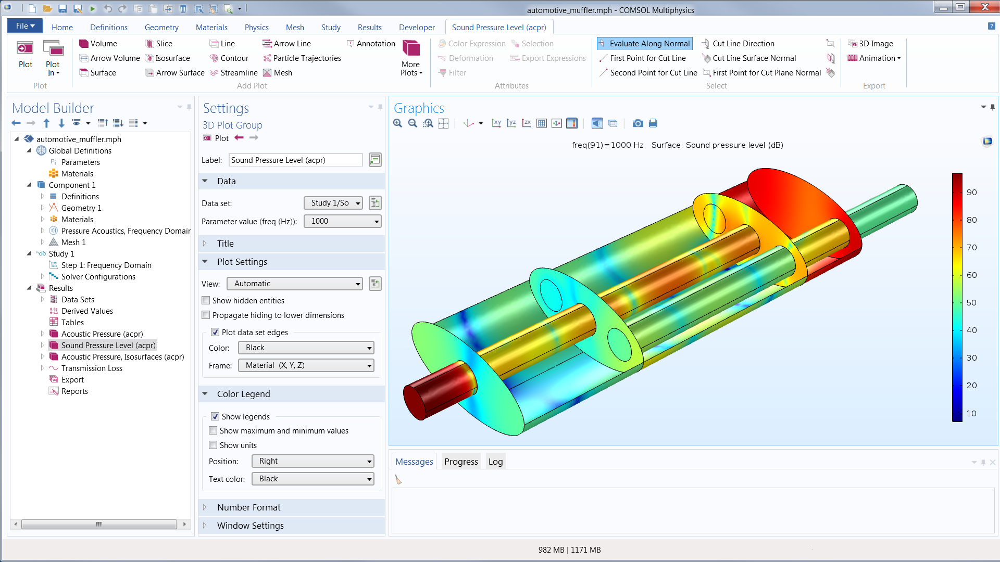 automotive_muffler.mph - COMSOL Multiphysics
File Home Definitions Geometry Materials Physics Mesh Study Results Developer Sound Pressure Level (acpr)
Plot
Plot In
Plot
Volume
Arrow Volume
Surface
Slice
Isosurface
Arrow Surface
Line
Contour
Streamline
Arrow Line
Particle Trajectories
Mesh
Annotation
More Plots
Add Plot
Color Expression
Deformation
Filter
Selection
Export Expressions
Attributes
Evaluate Along Normal
First Point for Cut Line
Second Point for Cut Line
Cut Line Direction
Cut Line Surface Normal
First Point for Cut Plane Normal
Select
3D Image
Animation
Export
Model Builder
automotive_muffler.mph
Global Definitions
Pi Parameters
Materials
Component 1
Definitions
Geometry 1
Materials
Pressure Acoustics, Frequency Domain
Mesh 1
Study 1
Step 1: Frequency Domain
Solver Configurations
Results
Data Sets
8.85 e-12 Derived Values
Tables
Acoustic Pressure (acpr)
Sound Pressure Level (acpr)
Acoustic Pressure, Isosurfaces (acpr)
Transmission Loss
Export
Reports
Settings
3D Plot Group
Plot
Label: Sound Pressure Level (acpr)
Data
Data set: Study 1/So
Parameter value (freq (Hz)): 1000
Title
Plot Settings
View: Automatic
Show hidden entities
Propagate hiding to lower dimensions
Plot data set edges
Color: Black
Frame: Material (X, Y, Z)
Color Legend
Show legends
Show maximum and minimum values
Show units
Position: Right
Text color: Black
Number Format
Window Settings
Graphics
xy yz zx
freq(91)=1000 Hz Surface: Sound pressure level (dB)
90
80
70
60
50
40
30
20
10
Messages Progress Log
982 MB | 1171 MB